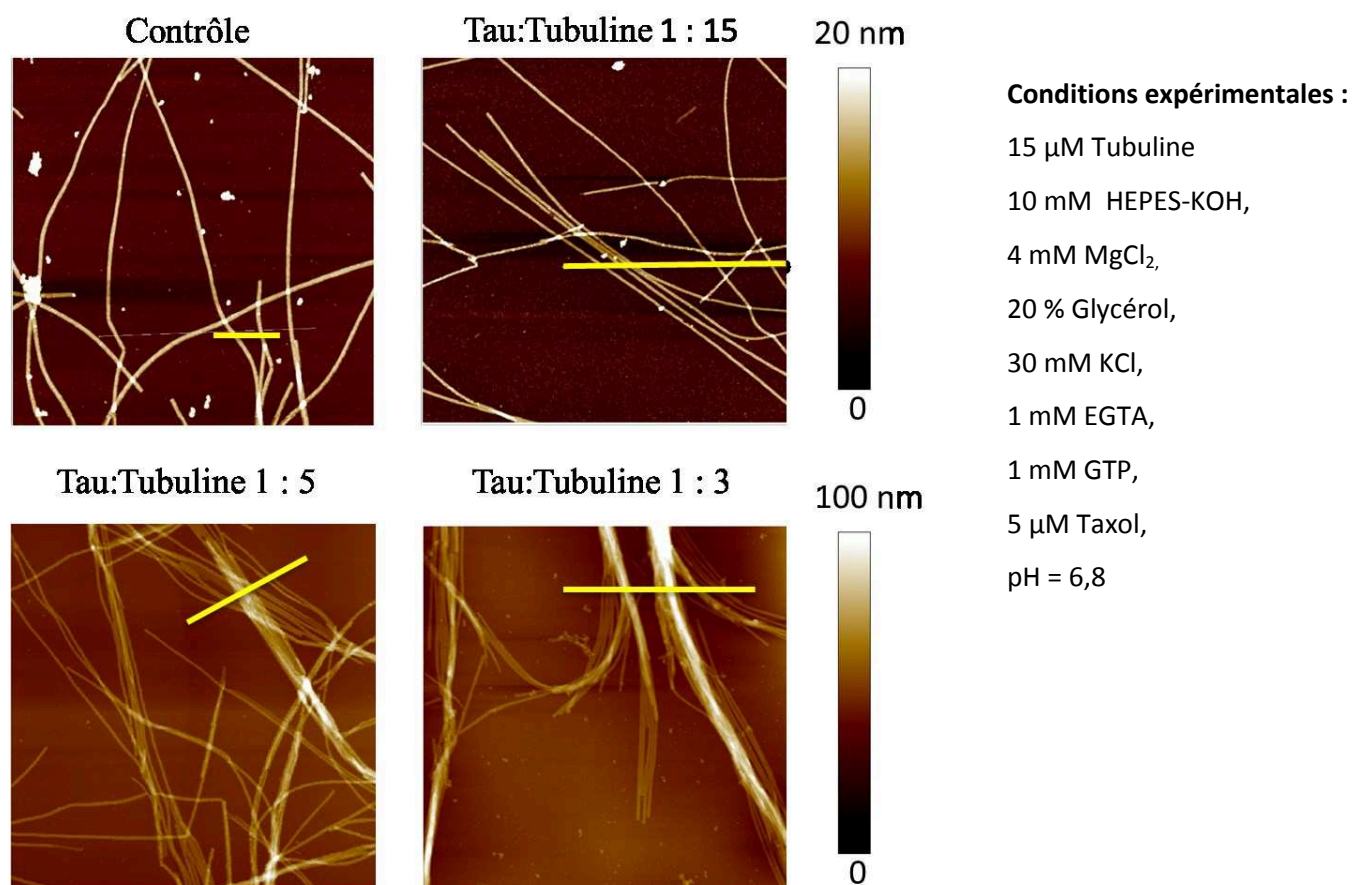 Contrôle
Tau:Tubuline 1 : 15
20 nm
0
Tau:Tubuline 1 : 5
Tau:Tubuline 1 : 3
100 nm
0
Conditions expérimentales :
15 µM Tubuline
10 mM HEPES-KOH,
4 mM MgCl₂,
20 % Glycérol,
30 mM KCl,
1 mM EGTA,
1 mM GTP,
5 µM Taxol,
pH = 6,8